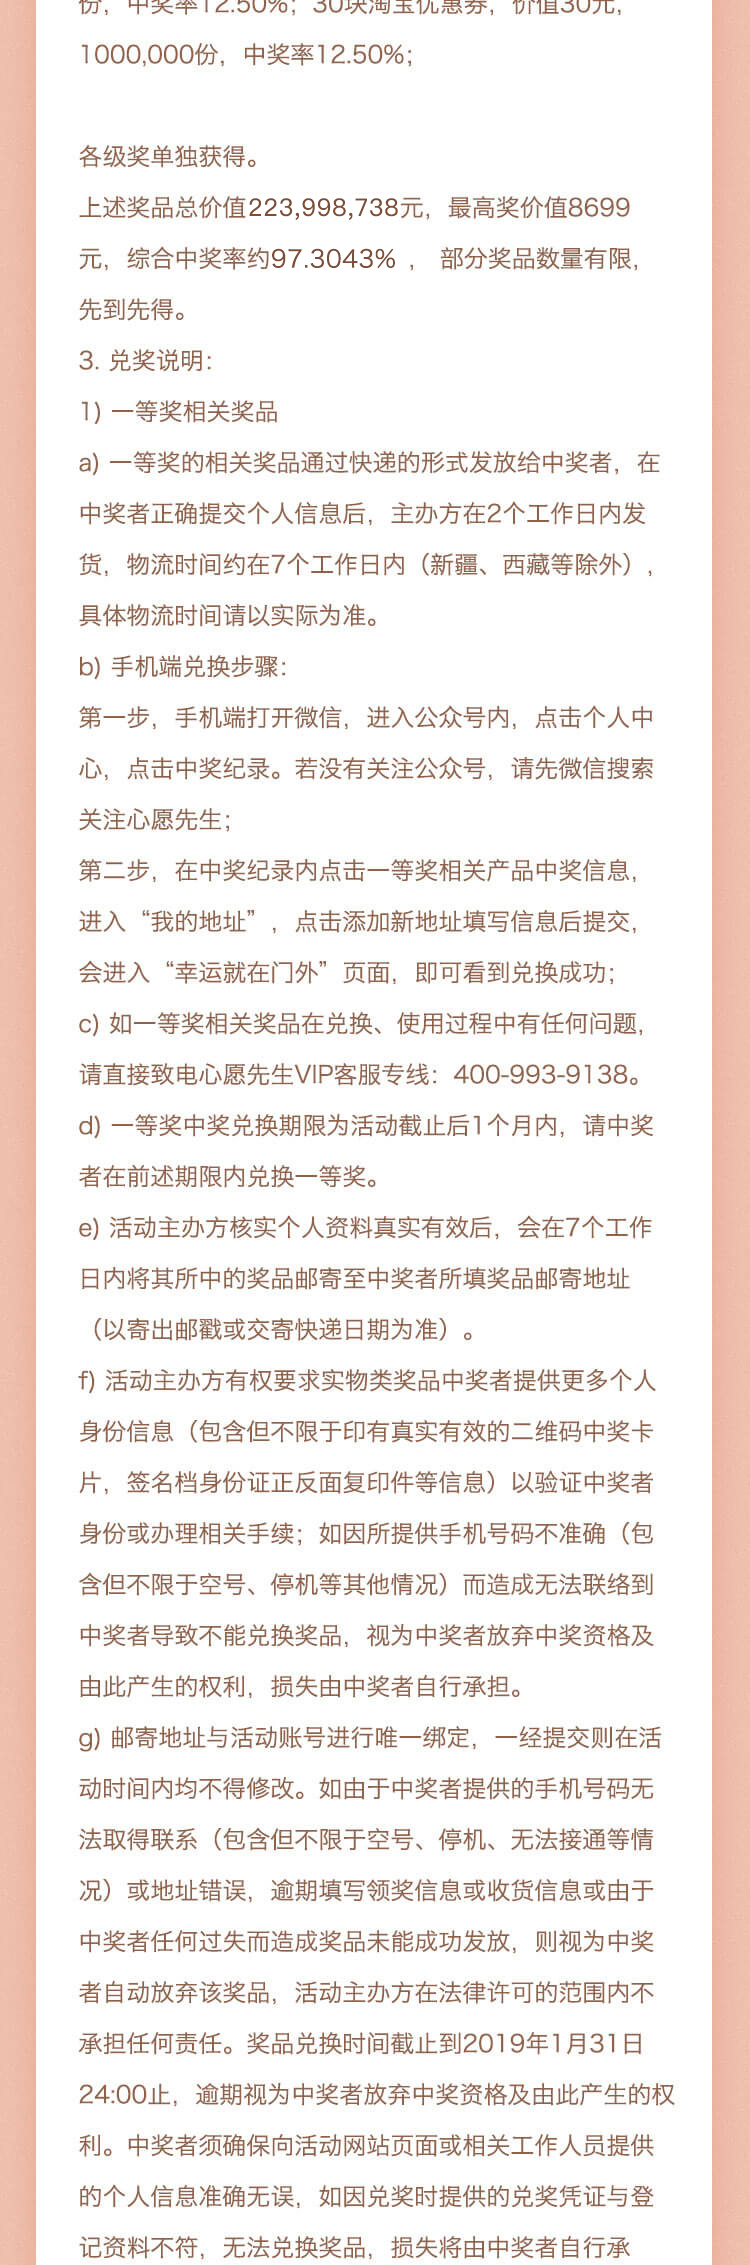 份，中奖率12.50%；30块淘宝优惠券，价值30元，
1000,000份，中奖率12.50%；
各级奖单独获得。
上述奖品总价值223,998,738元，最高奖价值8699
元，综合中奖率约97.3043% ， 部分奖品数量有限，
先到先得。
3. 兑奖说明：
1) 一等奖相关奖品
a) 一等奖的相关奖品通过快递的形式发放给中奖者，在
中奖者正确提交个人信息后，主办方在2个工作日内发
货，物流时间约在7个工作日内（新疆、西藏等除外），
具体物流时间请以实际为准。
b) 手机端兑换步骤：
第一步，手机端打开微信，进入公众号内，点击个人中
心，点击中奖纪录。若没有关注公众号，请先微信搜索
关注心愿先生；
第二步，在中奖纪录内点击一等奖相关产品中奖信息，
进入“我的地址”，点击添加新地址填写信息后提交，
会进入“幸运就在门外”页面，即可看到兑换成功；
c) 如一等奖相关奖品在兑换、使用过程中有任何问题，
请直接致电心愿先生VIP客服专线：400-993-9138。
d) 一等奖中奖兑换期限为活动截止后1个月内，请中奖
者在前述期限内兑换一等奖。
e) 活动主办方核实个人资料真实有效后，会在7个工作
日内将其所中的奖品邮寄至中奖者所填奖品邮寄地址
（以寄出邮戳或交寄快递日期为准）。
f) 活动主办方有权要求实物类奖品中奖者提供更多个人
身份信息（包含但不限于印有真实有效的二维码中奖卡
片，签名档身份证正反面复印件等信息）以验证中奖者
身份或办理相关手续；如因所提供手机号码不准确（包
含但不限于空号、停机等其他情况）而造成无法联络到
中奖者导致不能兑换奖品，视为中奖者放弃中奖资格及
由此产生的权利，损失由中奖者自行承担。
g) 邮寄地址与活动账号进行唯一绑定，一经提交则在活
动时间内均不得修改。如由于中奖者提供的手机号码无
法取得联系（包含但不限于空号、停机、无法接通等情
况）或地址错误，逾期填写领奖信息或收货信息或由于
中奖者任何过失而造成奖品未能成功发放，则视为中奖
者自动放弃该奖品，活动主办方在法律许可的范围内不
承担任何责任。奖品兑换时间截止到2019年1月31日
24:00止，逾期视为中奖者放弃中奖资格及由此产生的权
利。中奖者须确保向活动网站页面或相关工作人员提供
的个人信息准确无误，如因兑奖时提供的兑奖凭证与登
记资料不符，无法兑换奖品，损失将由中奖者自行承